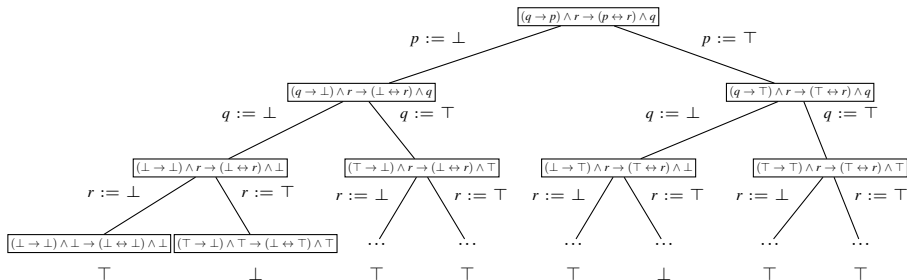 (q → p) ∧ r → (p ↔ r) ∧ q
p := ⊥ p := ⊤
(q → ⊥) ∧ r → (⊥ ↔ r) ∧ q (q → ⊤) ∧ r → (⊤ ↔ r) ∧ q
q := ⊥ q := ⊤ q := ⊥ q := ⊤
(⊥ → ⊥) ∧ r → (⊥ ↔ r) ∧ ⊥ (⊤ → ⊥) ∧ r → (⊥ ↔ r) ∧ ⊤ (⊥ → ⊤) ∧ r → (⊤ ↔ r) ∧ ⊥ (⊤ → ⊤) ∧ r → (⊤ ↔ r) ∧ ⊤
r := ⊥ r := ⊤ r := ⊥ r := ⊤ r := ⊥ r := ⊤ r := ⊥ r := ⊤
(⊥ → ⊥) ∧ ⊥ → (⊥ ↔ ⊥) ∧ ⊥ (⊤ → ⊥) ∧ ⊤ → (⊥ ↔ ⊤) ∧ ⊤ ... ... ... ... ... ...
⊤ ⊥ ⊤ ⊤ ⊤ ⊥ ⊤ ⊤